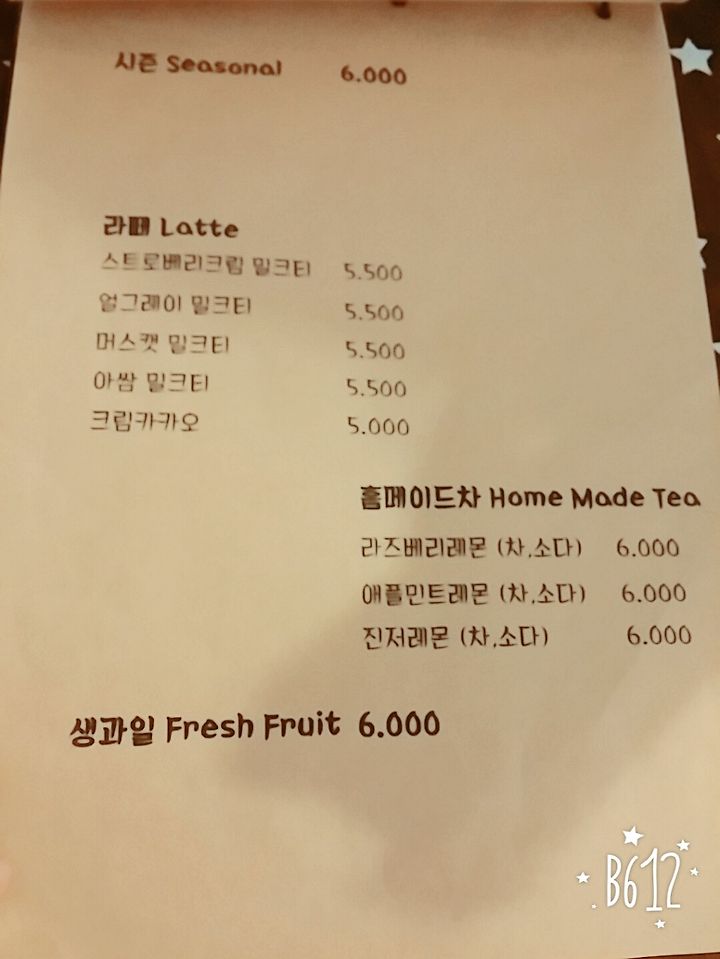 시즌 Seasonal 6.000
라떼 Latte
스트로베리크림 밀크티 5.500
얼그레이 밀크티 5.500
머스캣 밀크티 5.500
아쌈 밀크티 5.500
크림카카오 5.000
홈메이드차 Home Made Tea
라즈베리레몬 (차,소다) 6.000
애플민트레몬 (차,소다) 6.000
진저레몬 (차,소다) 6.000
생과일 Fresh Fruit 6.000
B612